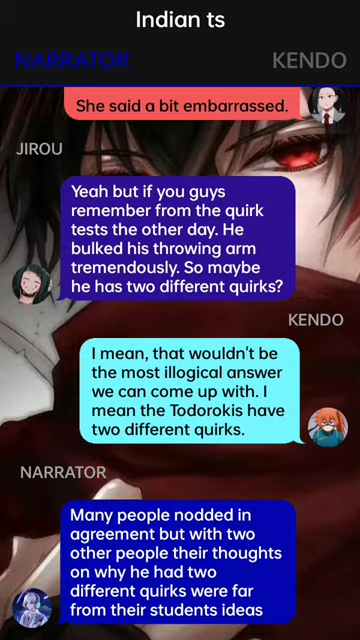 Indian ts
NARRATOR
KENDO
She said a bit embarrassed.
JIROU
Yeah but if you guys
remember from the quirk
tests the other day. He
bulked his throwing arm
tremendously. So maybe
he has two different quirks?
KENDO
I mean, that wouldn't be
the most illogical answer
we can come up with. I
mean the Todorokis have
two different quirks.
NARRATOR
Many people nodded in
agreement but with two
other people their thoughts
on why he had two
different quirks were far
from their students ideas